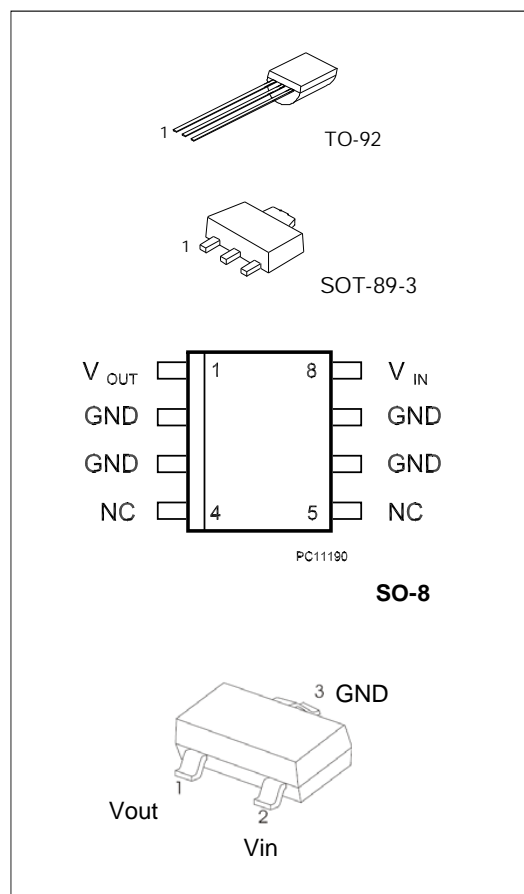 1
TO-92
1
SOT-89-3
V OUT 1 8 V IN
GND GND
GND GND
NC 4 5 NC
PC11190
SO-8
3 GND
1
Vout
2
Vin